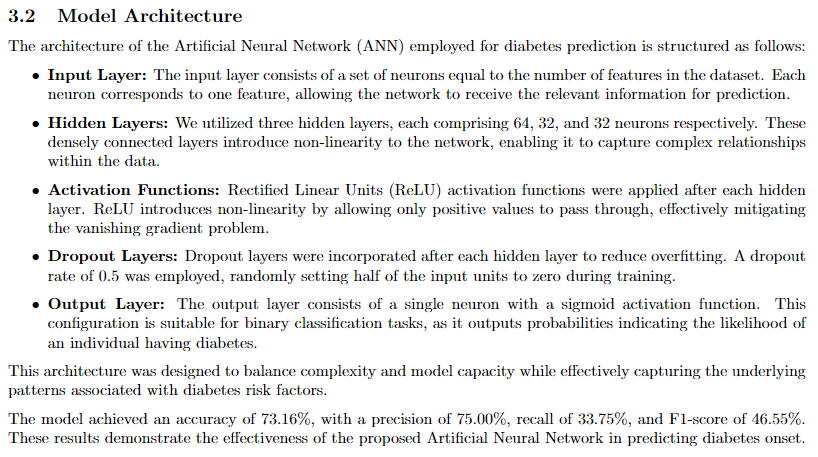 3.2 Model Architecture
The architecture of the Artificial Neural Network (ANN) employed for diabetes prediction is structured as follows:
• Input Layer: The input layer consists of a set of neurons equal to the number of features in the dataset. Each
neuron corresponds to one feature, allowing the network to receive the relevant information for prediction.
• Hidden Layers: We utilized three hidden layers, each comprising 64, 32, and 32 neurons respectively. These
densely connected layers introduce non-linearity to the network, enabling it to capture complex relationships
within the data.
• Activation Functions: Rectified Linear Units (ReLU) activation functions were applied after each hidden
layer. ReLU introduces non-linearity by allowing only positive values to pass through, effectively mitigating
the vanishing gradient problem.
• Dropout Layers: Dropout layers were incorporated after each hidden layer to reduce overfitting. A dropout
rate of 0.5 was employed, randomly setting half of the input units to zero during training.
• Output Layer: The output layer consists of a single neuron with a sigmoid activation function. This
configuration is suitable for binary classification tasks, as it outputs probabilities indicating the likelihood of
an individual having diabetes.
This architecture was designed to balance complexity and model capacity while effectively capturing the underlying
patterns associated with diabetes risk factors.
The model achieved an accuracy of 73.16%, with a precision of 75.00%, recall of 33.75%, and F1-score of 46.55%.
These results demonstrate the effectiveness of the proposed Artificial Neural Network in predicting diabetes onset.